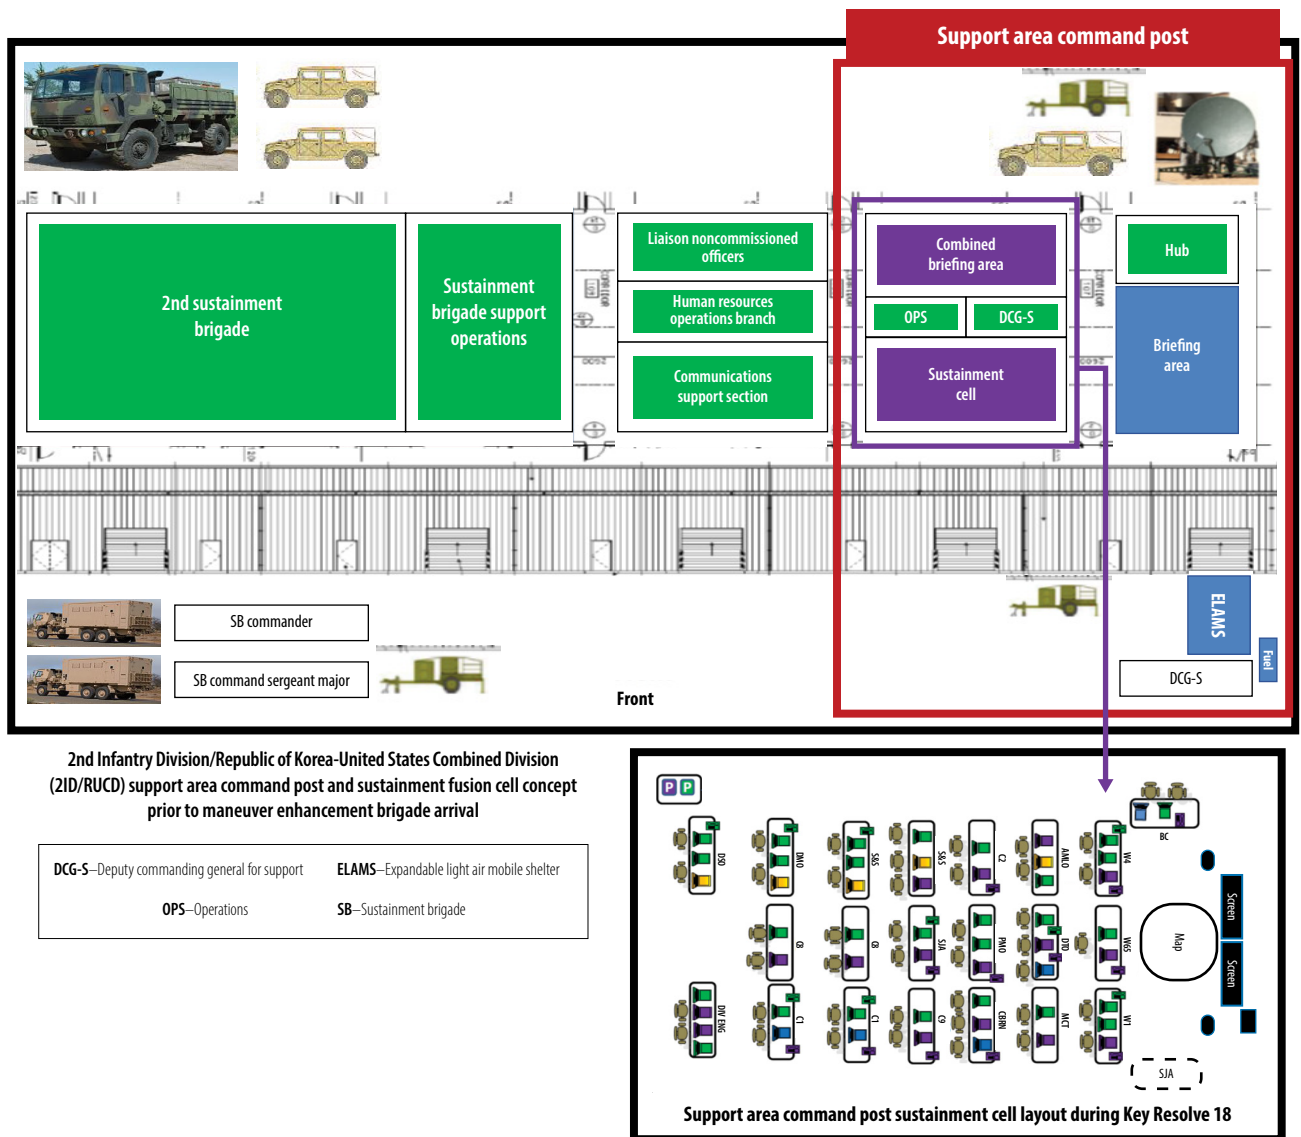 Support area command post
2nd sustainment
brigade
Sustainment
brigade support
operations
Liaison noncommissioned
officers
Human resources
operations branch
Communications
support section
Combined
briefing area
OPS
DCG-S
Sustainment
cell
Hub
Briefing
area
SB commander
SB command sergeant major
Front
ELAMS
Fuel
DCG-S
2nd Infantry Division/Republic of Korea-United States Combined Division
(2ID/RUCD) support area command post and sustainment fusion cell concept
prior to maneuver enhancement brigade arrival
DCG-S–Deputy commanding general for support
ELAMS–Expandable light air mobile shelter
OPS–Operations
SB–Sustainment brigade
P P
DSO
DMO
S&S
S&S
C2
AMLO
W4
BC
G8
C8
SJA
PMO
DTO
W65
Map
Screen
Screen
DIV ENG
C1
C1
C9
CBRN
MCT
W1
SJA
Support area command post sustainment cell layout during Key Resolve 18